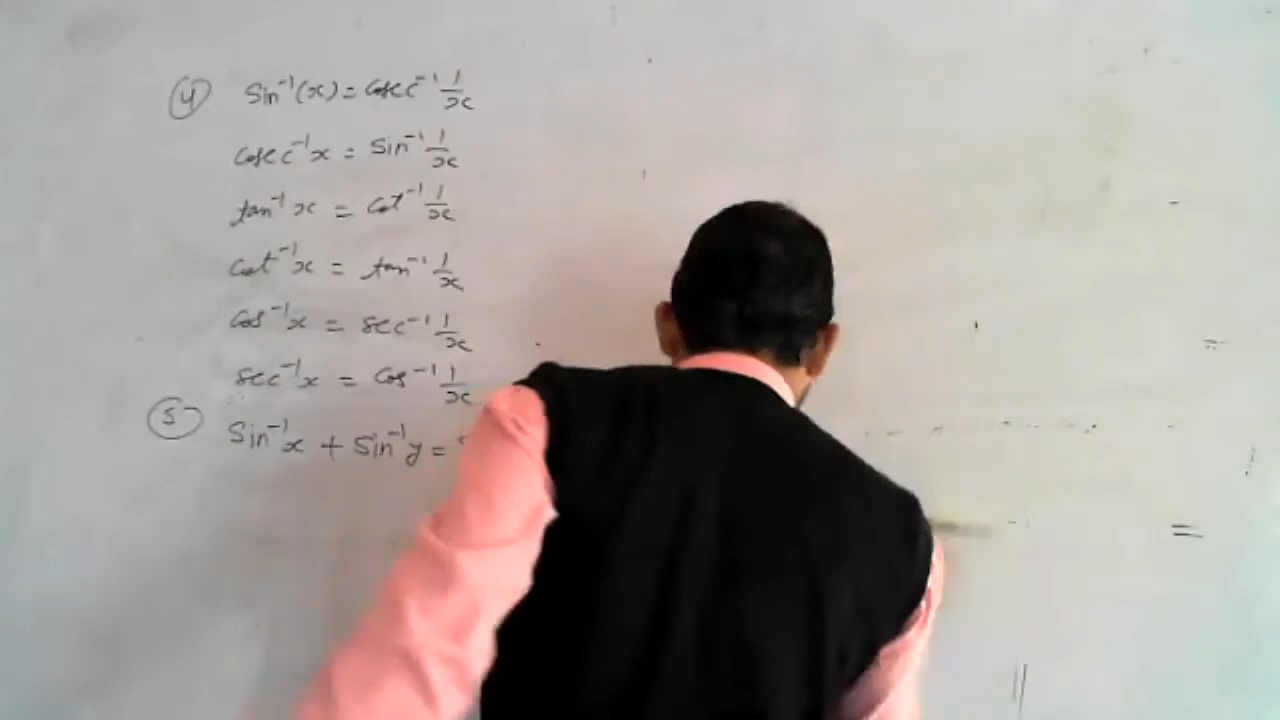 ④ Sin⁻¹(x) = cosec⁻¹ 1/x
cosec⁻¹x = Sin⁻¹ 1/x
tan⁻¹ x = Cot⁻¹ 1/x
Cot⁻¹x = tan⁻¹ 1/x
Cos⁻¹x = sec⁻¹ 1/x
sec⁻¹x = Cos⁻¹ 1/x
⑤ Sin⁻¹x + Sin⁻¹y =